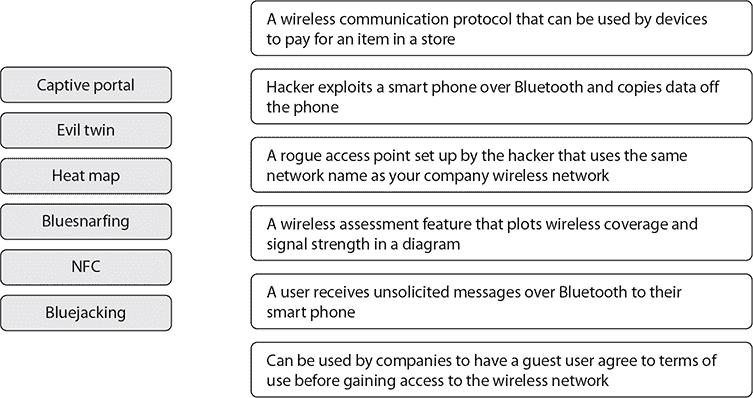 Captive portal
Evil twin
Heat map
Bluesnarfing
NFC
Bluejacking
A wireless communication protocol that can be used by devices
to pay for an item in a store
Hacker exploits a smart phone over Bluetooth and copies data off
the phone
A rogue access point set up by the hacker that uses the same
network name as your company wireless network
A wireless assessment feature that plots wireless coverage and
signal strength in a diagram
A user receives unsolicited messages over Bluetooth to their
smart phone
Can be used by companies to have a guest user agree to terms of
use before gaining access to the wireless network